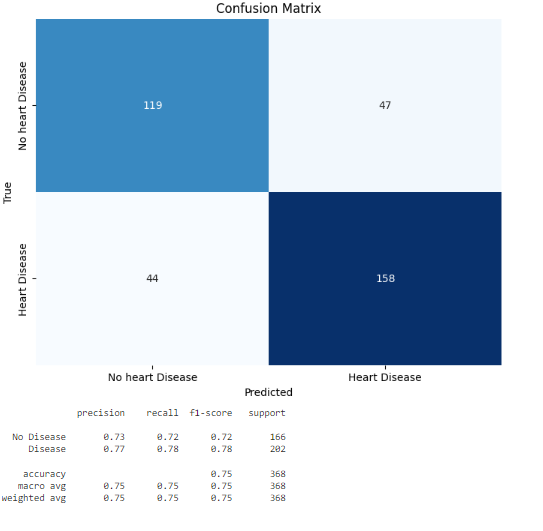 Confusion Matrix
No heart Disease
119
47
True
Heart Disease
44
158
No heart Disease Heart Disease
Predicted
precision recall f1-score support
No Disease 0.73 0.72 0.72 166
Disease 0.77 0.78 0.78 202
accuracy 0.75 368
macro avg 0.75 0.75 0.75 368
weighted avg 0.75 0.75 0.75 368